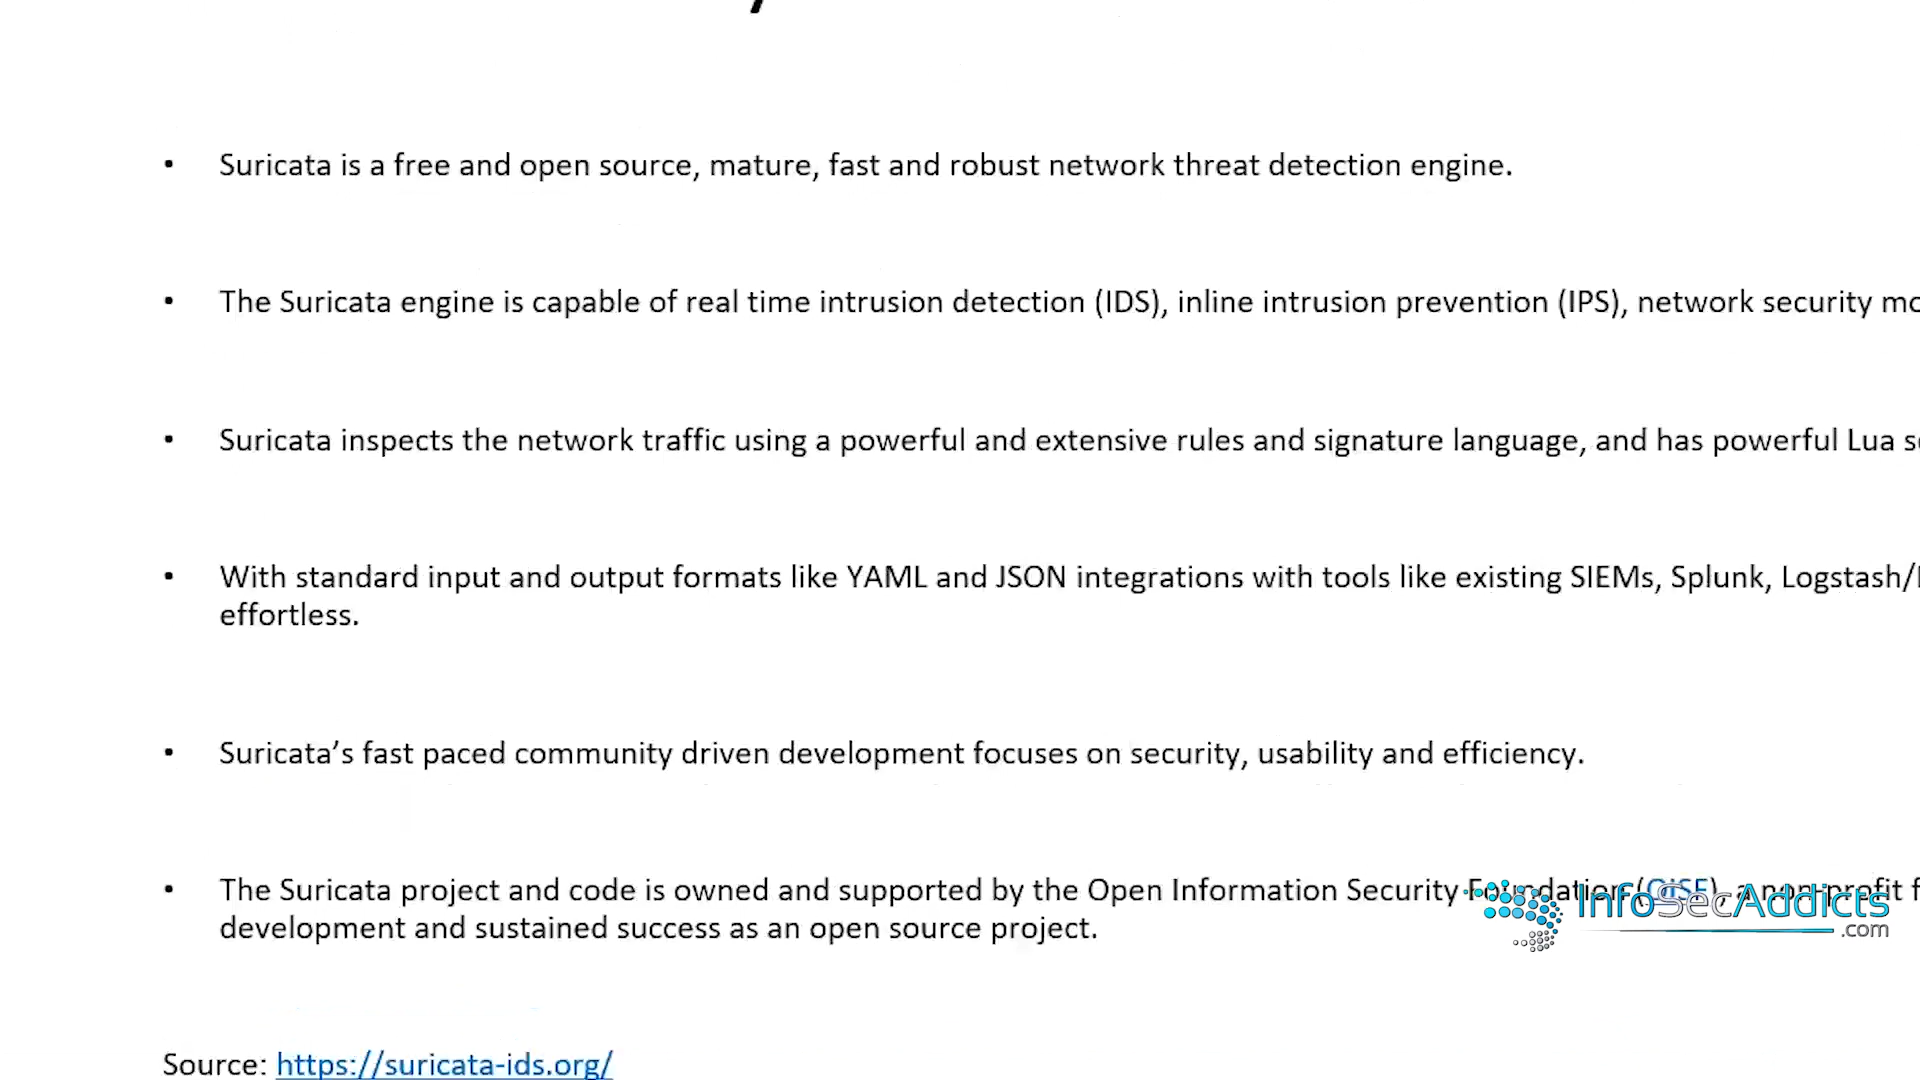 • Suricata is a free and open source, mature, fast and robust network threat detection engine.
• The Suricata engine is capable of real time intrusion detection (IDS), inline intrusion prevention (IPS), network security
• Suricata inspects the network traffic using a powerful and extensive rules and signature language, and has powerful Lua
• With standard input and output formats like YAML and JSON integrations with tools like existing SIEMs, Splunk, Logstash/
effortless.
• Suricata’s fast paced community driven development focuses on security, usability and efficiency.
• The Suricata project and code is owned and supported by the Open Information Security Foundation (OISF), a non-profit
development and sustained success as an open source project.
InfoSecAddicts
.com
Source: https://suricata-ids.org/